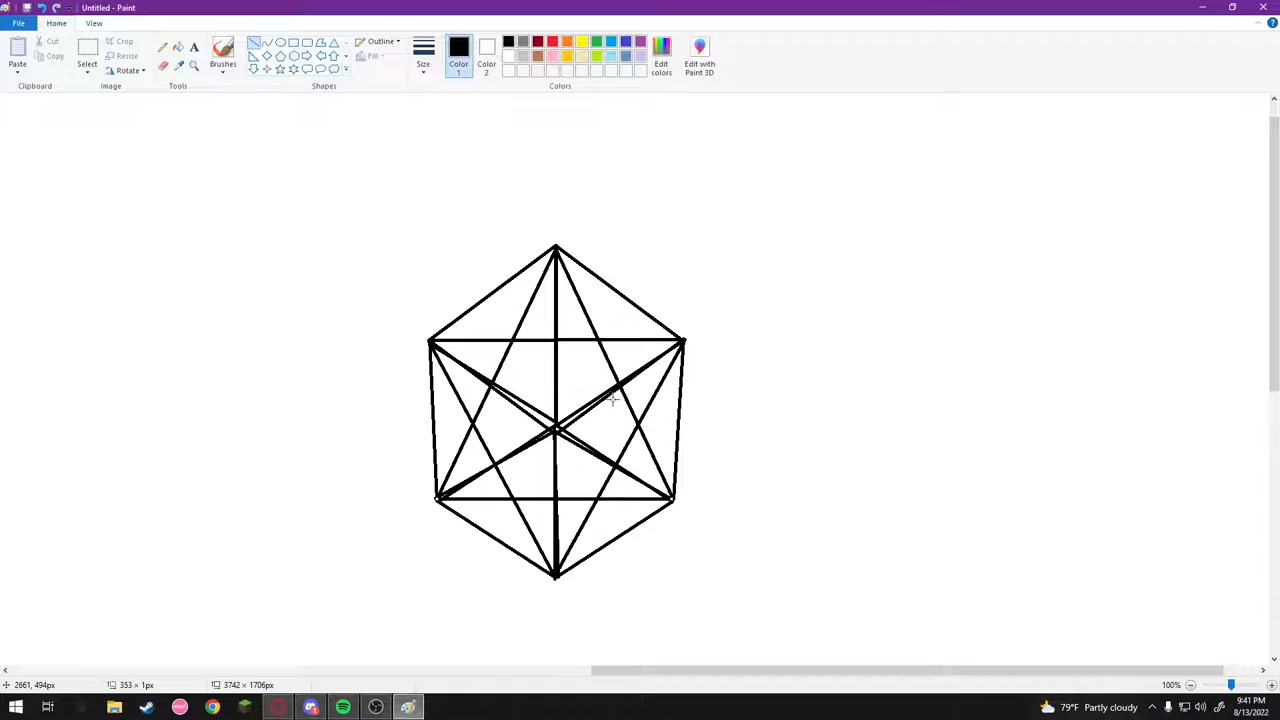 Untitled - Paint
File
Home
View
Paste
Cut
Copy
Clipboard
Select
Crop
Resize
Rotate
Image
Tools
A
Brushes
Outline
Fill
Shapes
Size
Color
1
Color
2
Edit
colors
Edit with
Paint 3D
Colors
2661, 494px
353 × 1px
3742 × 1706px
100%
79°F Partly cloudy
9:41 PM
8/13/2022